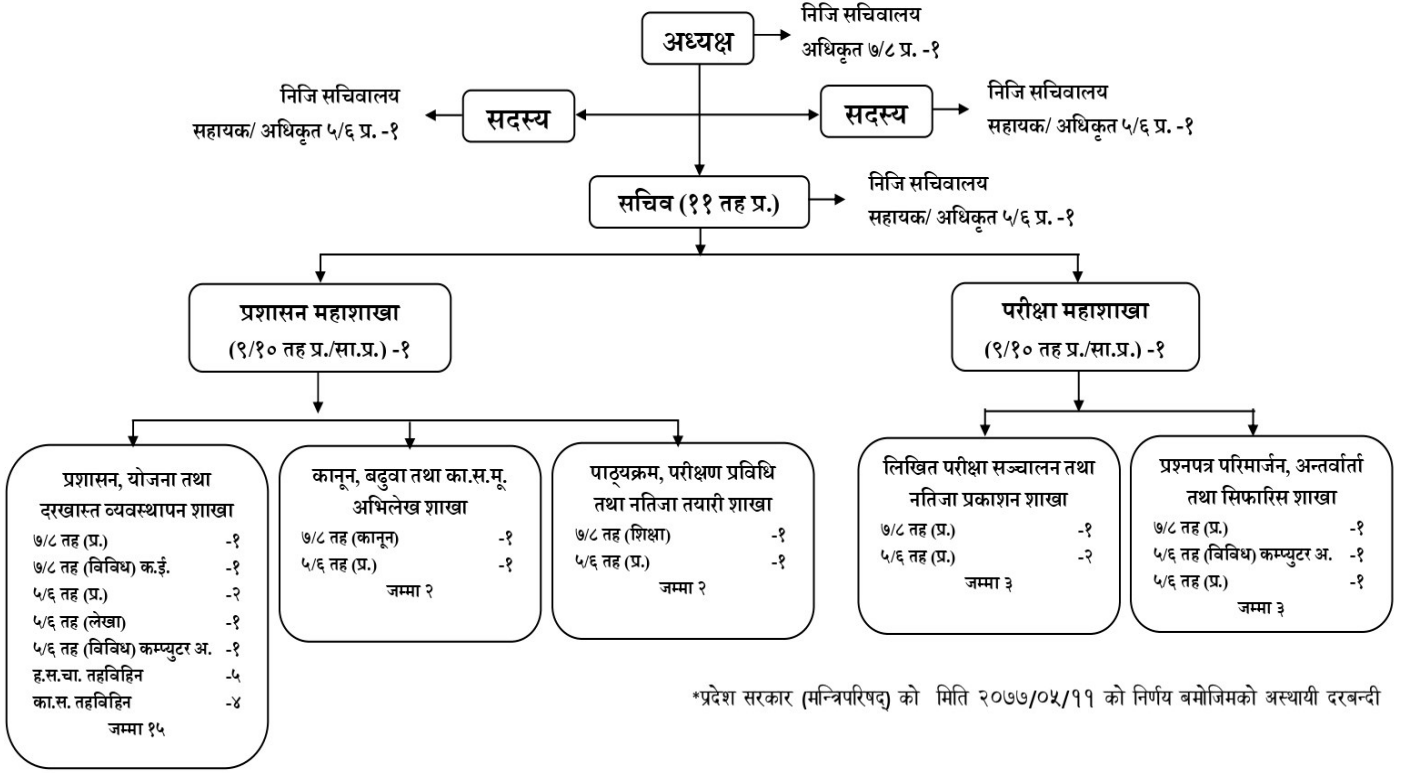 अध्यक्ष
निजि सचिवालय
अधिकृत ७/८ प्र. -१
निजि सचिवालय
सहायक/ अधिकृत ५/६ प्र. -१
सदस्य
सदस्य
निजि सचिवालय
सहायक/ अधिकृत ५/६ प्र. -१
सचिव (११ तह प्र.)
निजि सचिवालय
सहायक/ अधिकृत ५/६ प्र. -१
प्रशासन महाशाखा
(९/१० तह प्र./सा.प्र.) -१
परीक्षा महाशाखा
(९/१० तह प्र./सा.प्र.) -१
प्रशासन, योजना तथा
दरखास्त व्यवस्थापन शाखा
७/८ तह (प्र.) -१
७/८ तह (विविध) क.ई. -१
५/६ तह (प्र.) -२
५/६ तह (लेखा) -१
५/६ तह (विविध) कम्प्युटर अ. -१
ह.स.चा. तहविहिन -५
का.स. तहविहिन -४
जम्मा १५
कानून, बढुवा तथा का.स.मू.
अभिलेख शाखा
७/८ तह (कानून) -१
५/६ तह (प्र.) -१
जम्मा २
पाठ्यक्रम, परीक्षण प्रविधि
तथा नतिजा तयारी शाखा
७/८ तह (शिक्षा) -१
५/६ तह (प्र.) -१
जम्मा २
लिखित परीक्षा सञ्चालन तथा
नतिजा प्रकाशन शाखा
७/८ तह (प्र.) -१
५/६ तह (प्र.) -२
जम्मा ३
प्रश्नपत्र परिमार्जन, अन्तर्वार्ता
तथा सिफारिस शाखा
७/८ तह (प्र.) -१
५/६ तह (विविध) कम्प्युटर अ. -१
५/६ तह (प्र.) -१
जम्मा ३
*प्रदेश सरकार (मन्त्रिपरिषद्) को मिति २०७७/०५/११ को निर्णय बमोजिमको अस्थायी दरबन्दी